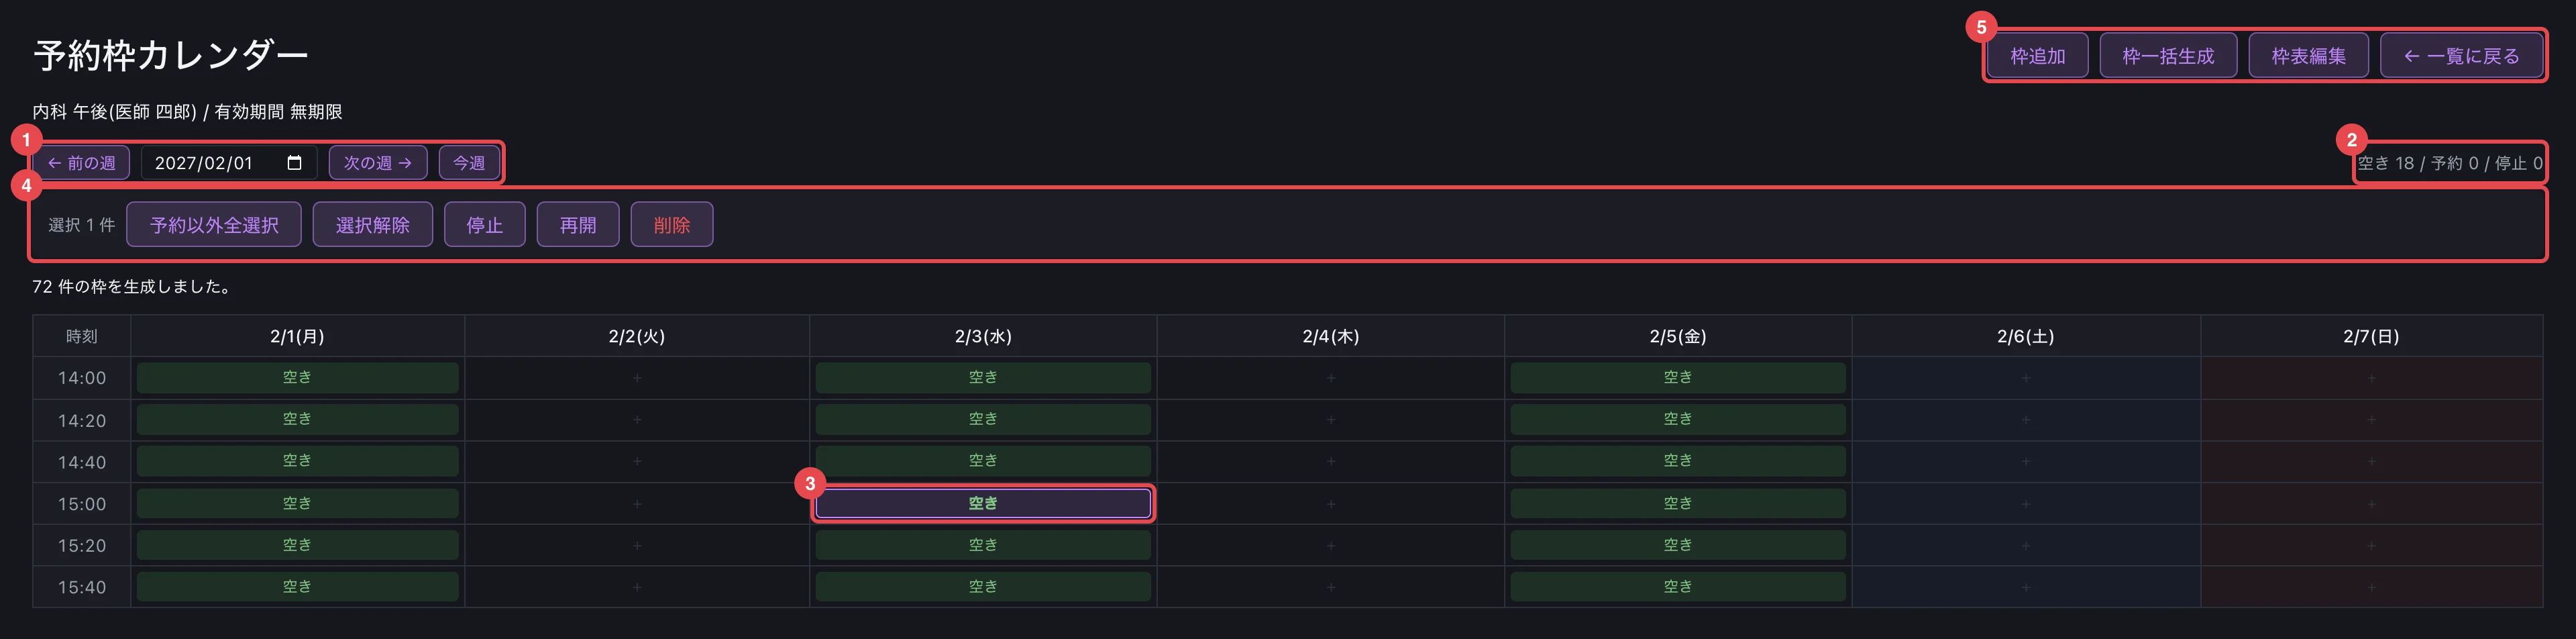 予約枠カレンダー
5
枠追加 枠一括生成 枠表編集 ← 一覧に戻る
内科 午後(医師 四郎) / 有効期間 無期限
1
← 前の週 2027/02/01 次の週 → 今週
2
空き 18 / 予約 0 / 停止 0
4
選択 1 件 予約以外全選択 選択解除 停止 再開 削除
72 件の枠を生成しました。
時刻 2/1(月) 2/2(火) 2/3(水) 2/4(木) 2/5(金) 2/6(土) 2/7(日)
14:00 空き + 空き + 空き + +
14:20 空き + 空き + 空き + +
14:40 空き + 空き + 空き + +
3
15:00 空き + 空き + 空き + +
15:20 空き + 空き + 空き + +
15:40 空き + 空き + 空き + +